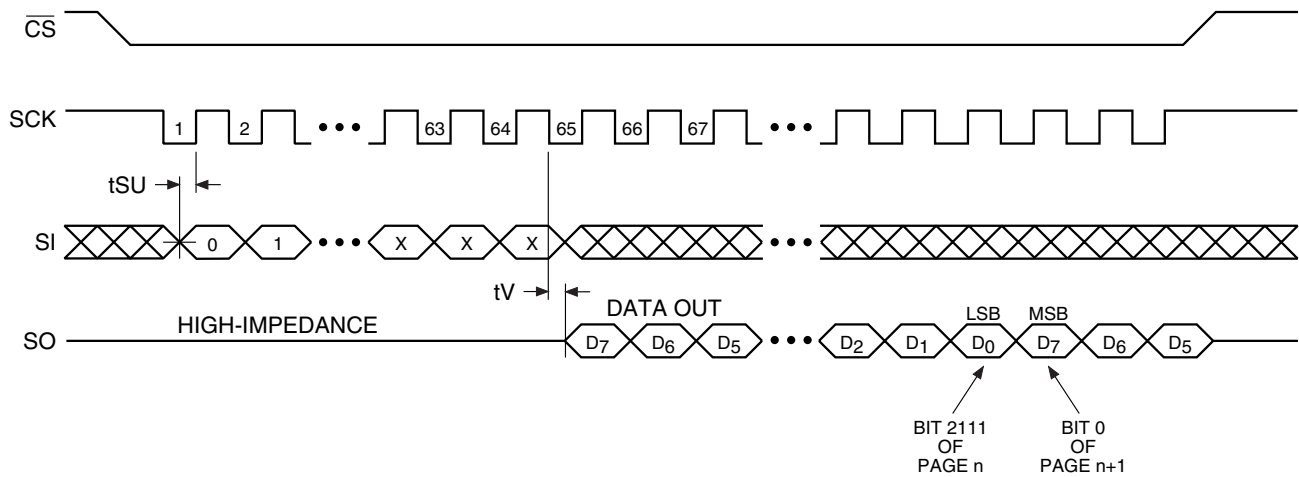 CS
SCK 1 2 63 64 65 66 67
tSU
SI 0 1 X X X
tV
HIGH-IMPEDANCE DATA OUT LSB MSB
SO D7 D6 D5 D2 D1 D0 D7 D6 D5
BIT 2111 OF PAGE n
BIT 0 OF PAGE n+1